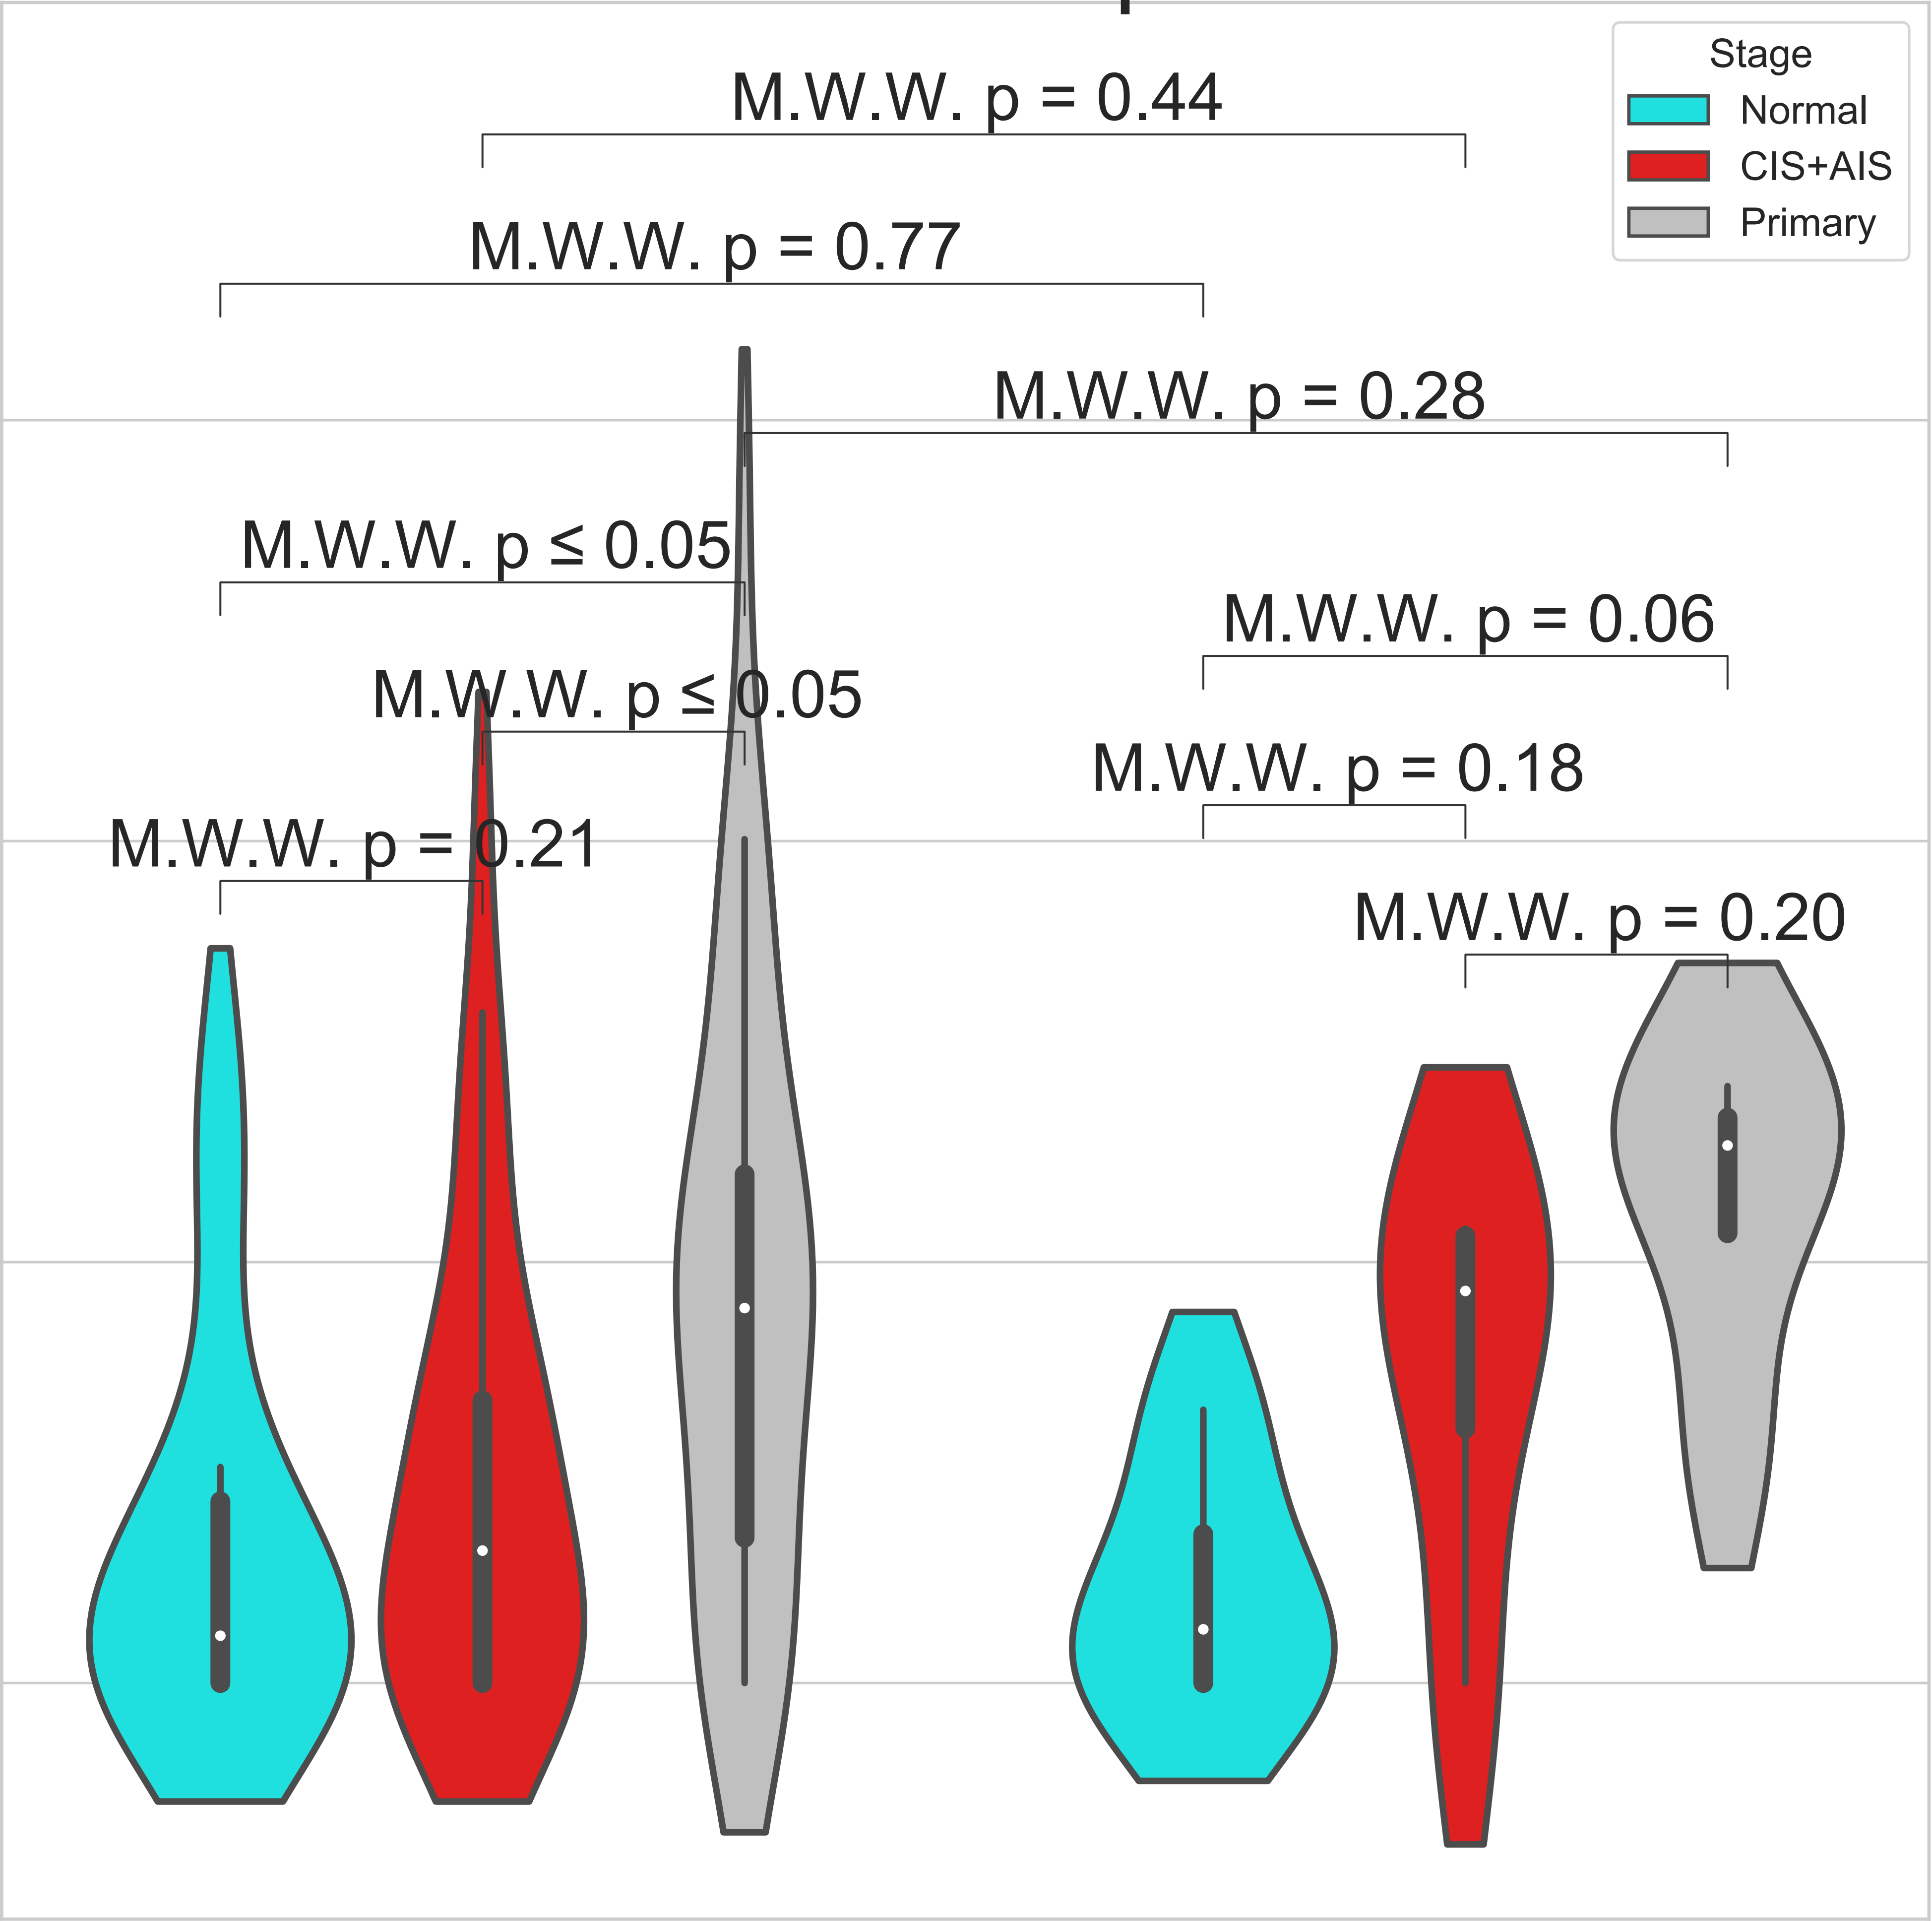 Stage
Normal
CIS+AIS
Primary
M.W.W. p = 0.44
M.W.W. p = 0.77
M.W.W. p = 0.28
M.W.W. p ≤ 0.05
M.W.W. p = 0.06
M.W.W. p ≤ 0.05
M.W.W. p = 0.18
M.W.W. p = 0.21
M.W.W. p = 0.20